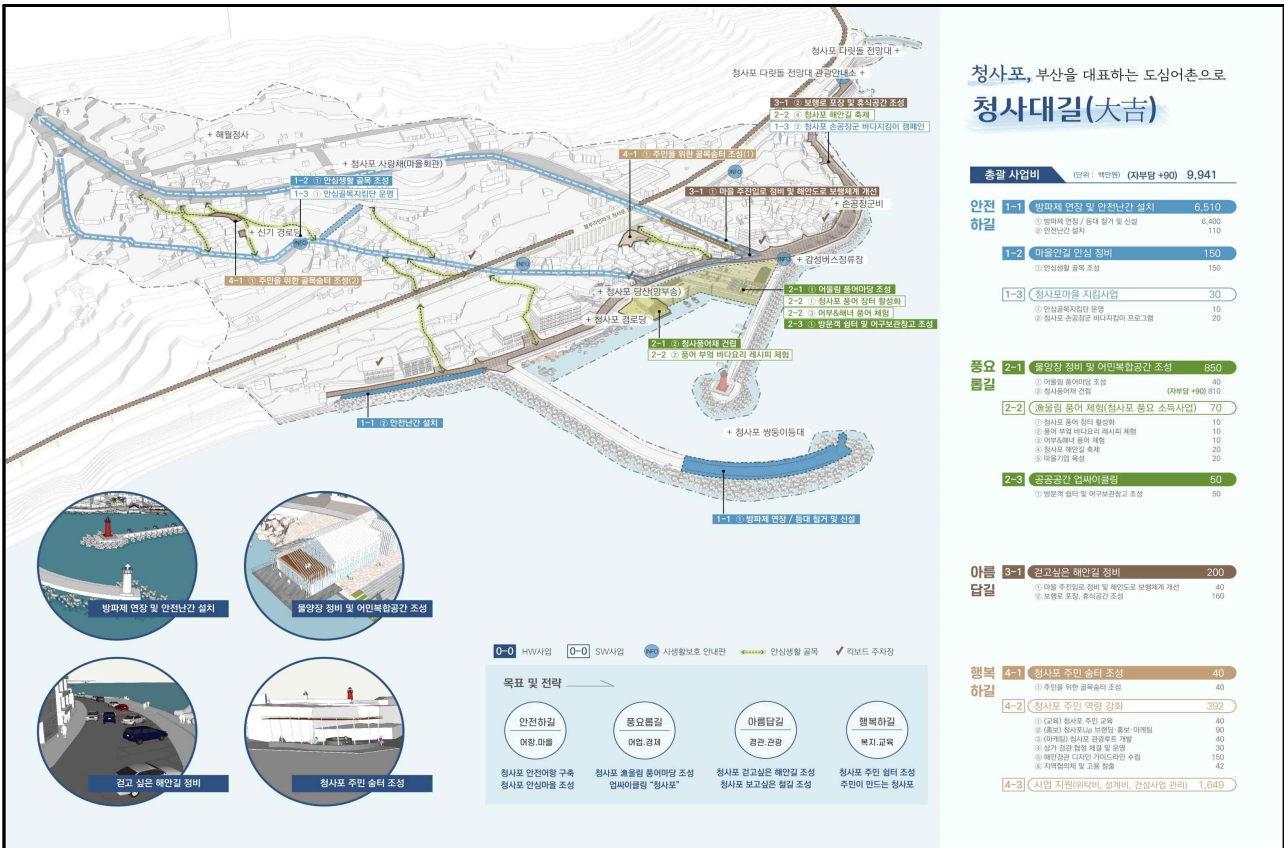 청사포 다릿돌 전망대 +
청사포 다릿돌 전망대 관광안내소 +
3-1 ② 보행로 포장 및 휴식공간 조성
2-2 ④ 청사포 해안길 축제
1-3 ② 청사포 손공장군 바다지킴이 캠페인
+ 해월정사
4-1 ① 주민을 위한 골목숲터 조성(1)
+ 청사포 사랑채(마을회관)
INFO
1-2 ① 안심생활 골목 조성
1-3 ① 안심골목지킴단 운영
3-1 ① 마을 주진입로 정비 및 해안도로 보행체계 개선
+ 손공장군비
블루라인파크 청사포
+ 신기 경로당
INFO
INFO
INFO
+ 감성버스정류장
4-1 ① 주민을 위한 골목숲터 조성(2)
+ 청사포 당산(망부송)
2-1 ① 어울림 풍어마당 조성
2-2 ① 청사포 풍어 장터 활성화
2-2 ③ 어부&해녀 풍어 체험
2-3 ① 방문객 쉼터 및 어구보관창고 조성
+ 청사포 경로당
2-1 ② 청사풍어재 건립
2-2 ② 풍어 부엌 바다요리 레시피 체험
1-1 ② 안전난간 설치
+ 청사포 쌍둥이등대
1-1 ① 방파제 연장 / 등대 철거 및 신설
방파제 연장 및 안전난간 설치
물양장 정비 및 어민복합공간 조성
걷고 싶은 해안길 정비
청사포 주민 숨터 조성
0-0 HW사업 0-0 SW사업 INFO 사생활보호 안내판 안심생활 골목 킥보드 주차장
목표 및 전략
안전하길 풍요롭길 아름답길 행복하길
어항.마을 어업.경제 경관.관광 복지.교육
청사포 안전어항 구축 청사포 漁울림 풍어마당 조성 청사포 걷고싶은 해안길 조성 청사포 주민 쉼터 조성
청사포 안심마을 조성 업싸이클링 "청사포" 청사포 보고싶은 철길 조성 주민이 만드는 청사포
청사포, 부산을 대표하는 도심어촌으로
청사대길(大吉)
총괄 사업비 (단위 : 백만원) (자부담 +90) 9,941
안전하길
1-1 방파제 연장 및 안전난간 설치 6,510
① 방파제 연장 / 등대 철거 및 신설 6,400
② 안전난간 설치 110
1-2 마을안길 안심 정비 150
① 안심생활 골목 조성 150
1-3 청사포마을 지킴사업 30
① 안심골목지킴단 운영 10
② 청사포 손공장군 바다지킴이 프로그램 20
풍요롭길
2-1 물양장 정비 및 어민복합공간 조성 850
① 어울림 풍어마당 조성 40
② 청사풍어재 건립 (자부담 +90) 810
2-2 漁울림 풍어 체험(청사포 풍요 소득사업) 70
① 청사포 풍어 장터 활성화 10
② 풍어 부엌 바다요리 레시피 체험 10
③ 어부&해녀 풍어 체험 10
④ 청사포 해안길 축제 20
⑤ 마을기업 육성 20
2-3 공공공간 업싸이클링 50
① 방문객 쉼터 및 어구보관창고 조성 50
아름답길
3-1 걷고싶은 해안길 정비 200
① 마을 주진입로 정비 및 해안도로 보행체계 개선 40
② 보행로 포장, 휴식공간 조성 160
행복하길
4-1 청사포 주민 숨터 조성 40
① 주민을 위한 골목숨터 조성 40
4-2 청사포 주민 역량 강화 392
① (교육) 청사포 주민 교육 40
② (홍보) 청사포Up 브랜딩·홍보·마케팅 90
③ (마케팅) 청사포 관광루트 개발 40
④ 상가 경관 협정 체결 및 운영 30
⑤ 해안경관 디자인 가이드라인 수립 150
⑥ 지역협의체 및 고용 창출 42
4-3 사업 지원(위탁비, 설계비, 건설사업 관리) 1,649